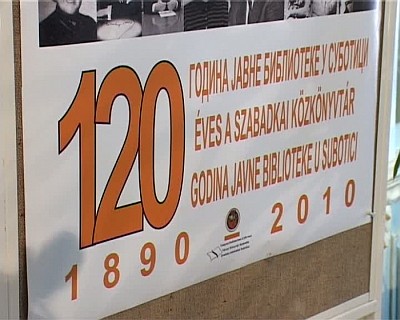 120
ГОДИНА ЈАВНЕ БИБЛИОТЕКЕ У СУБОТИЦИ
ÉVES A SZABADKAI KÖZKÖNYVTÁR
GODINA JAVNE BIBLIOTEKE U SUBOTICI
1890 2010